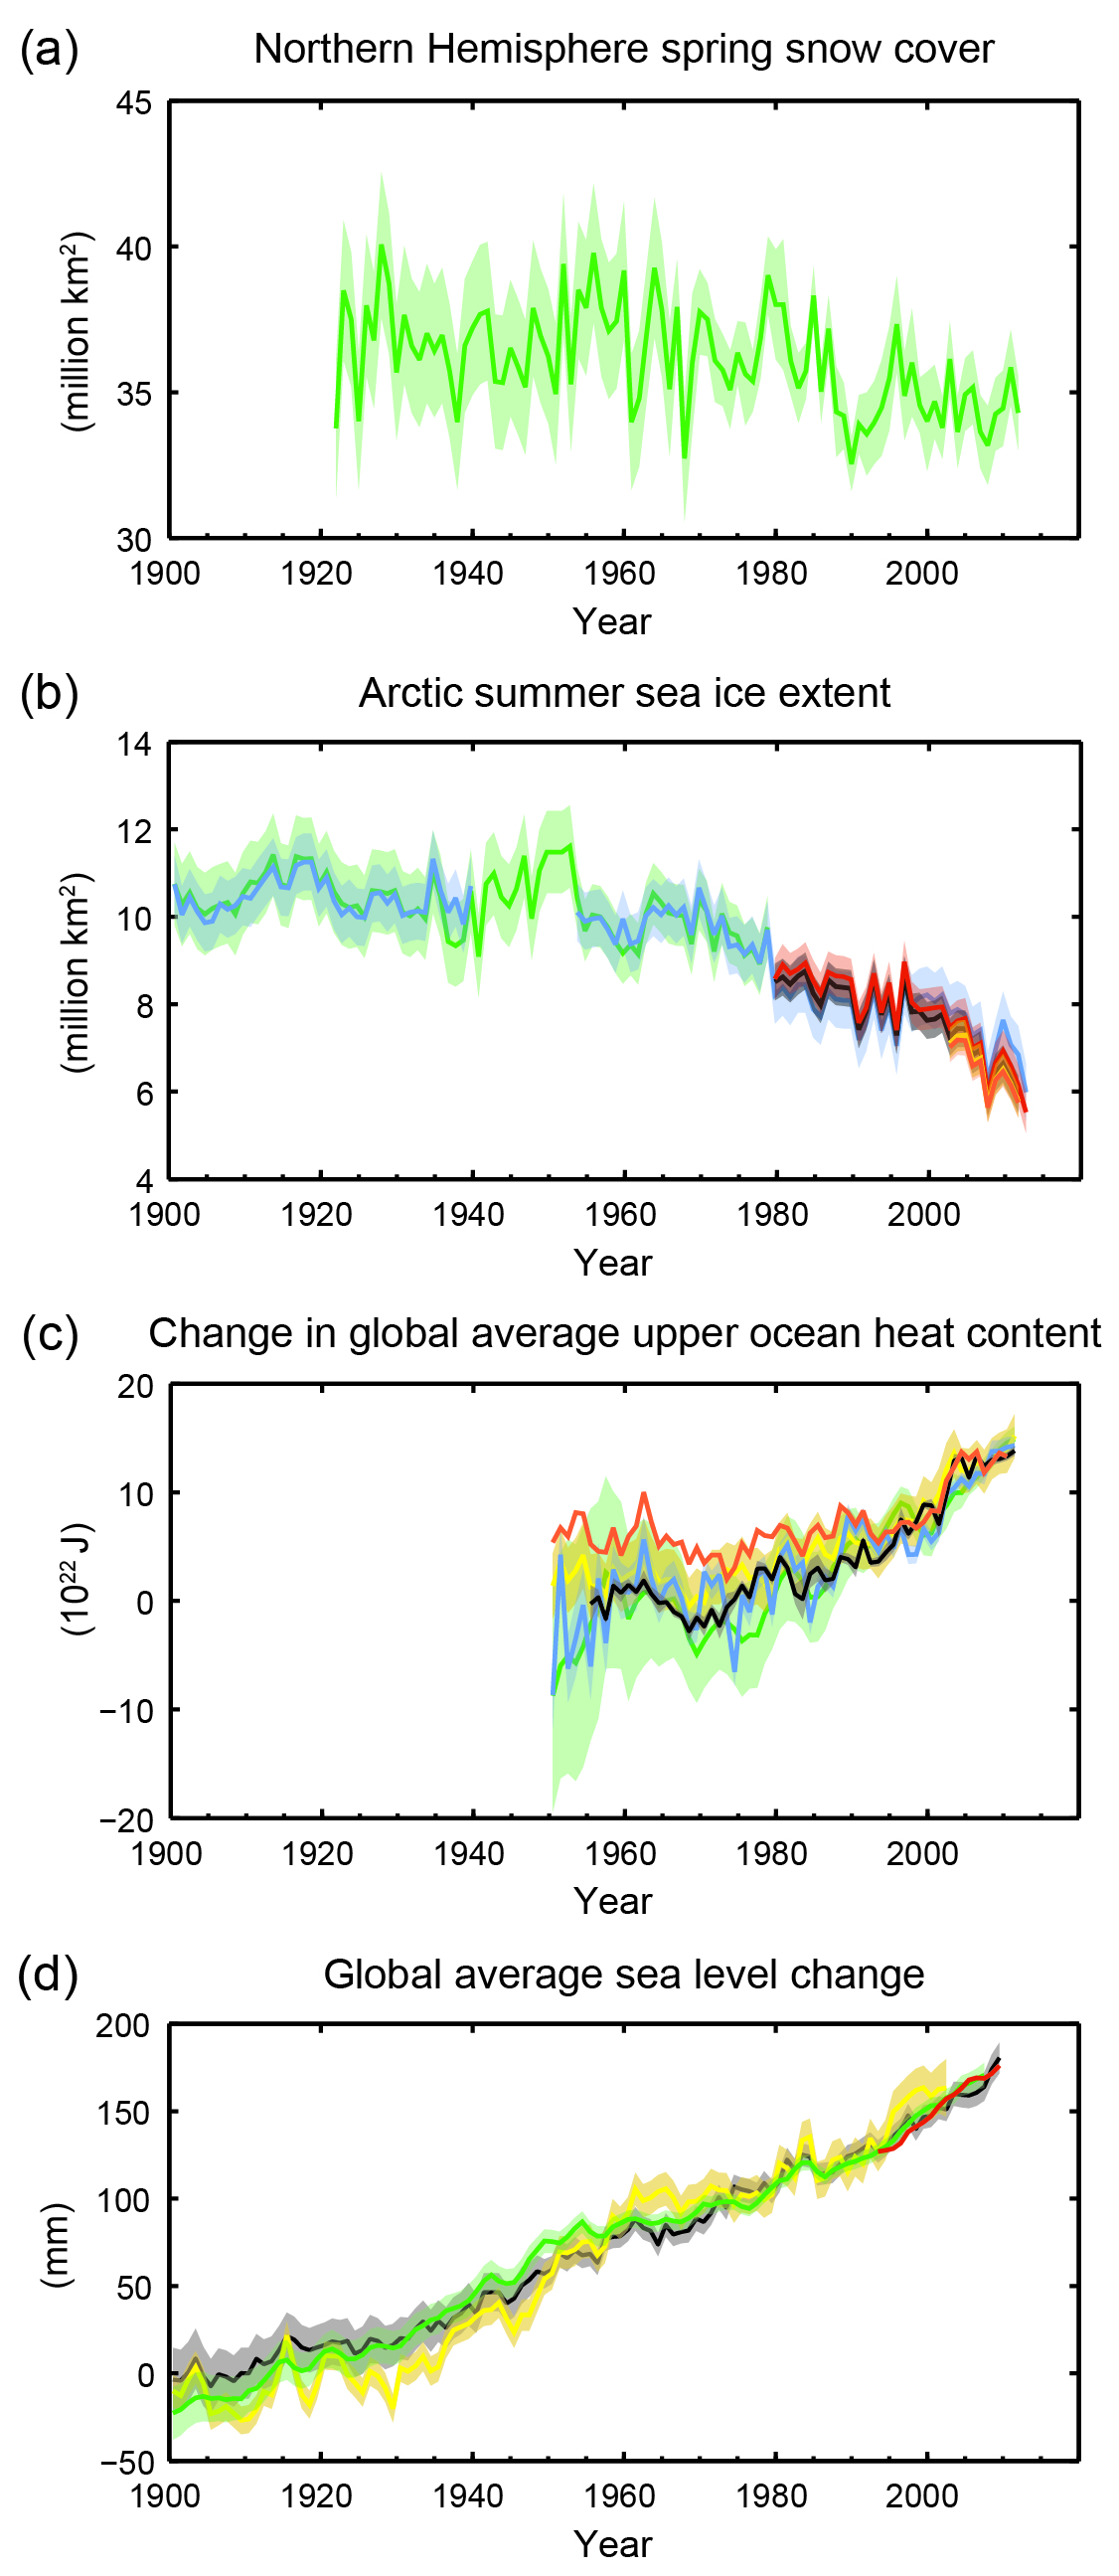 (a) Northern Hemisphere spring snow cover
45
40
35
30
(million km²)
1900 1920 1940 1960 1980 2000
Year
(b) Arctic summer sea ice extent
14
12
10
8
6
4
(million km²)
1900 1920 1940 1960 1980 2000
Year
(c) Change in global average upper ocean heat content
20
10
0
−10
−20
(10²² J)
1900 1920 1940 1960 1980 2000
Year
(d) Global average sea level change
200
150
100
50
0
−50
(mm)
1900 1920 1940 1960 1980 2000
Year